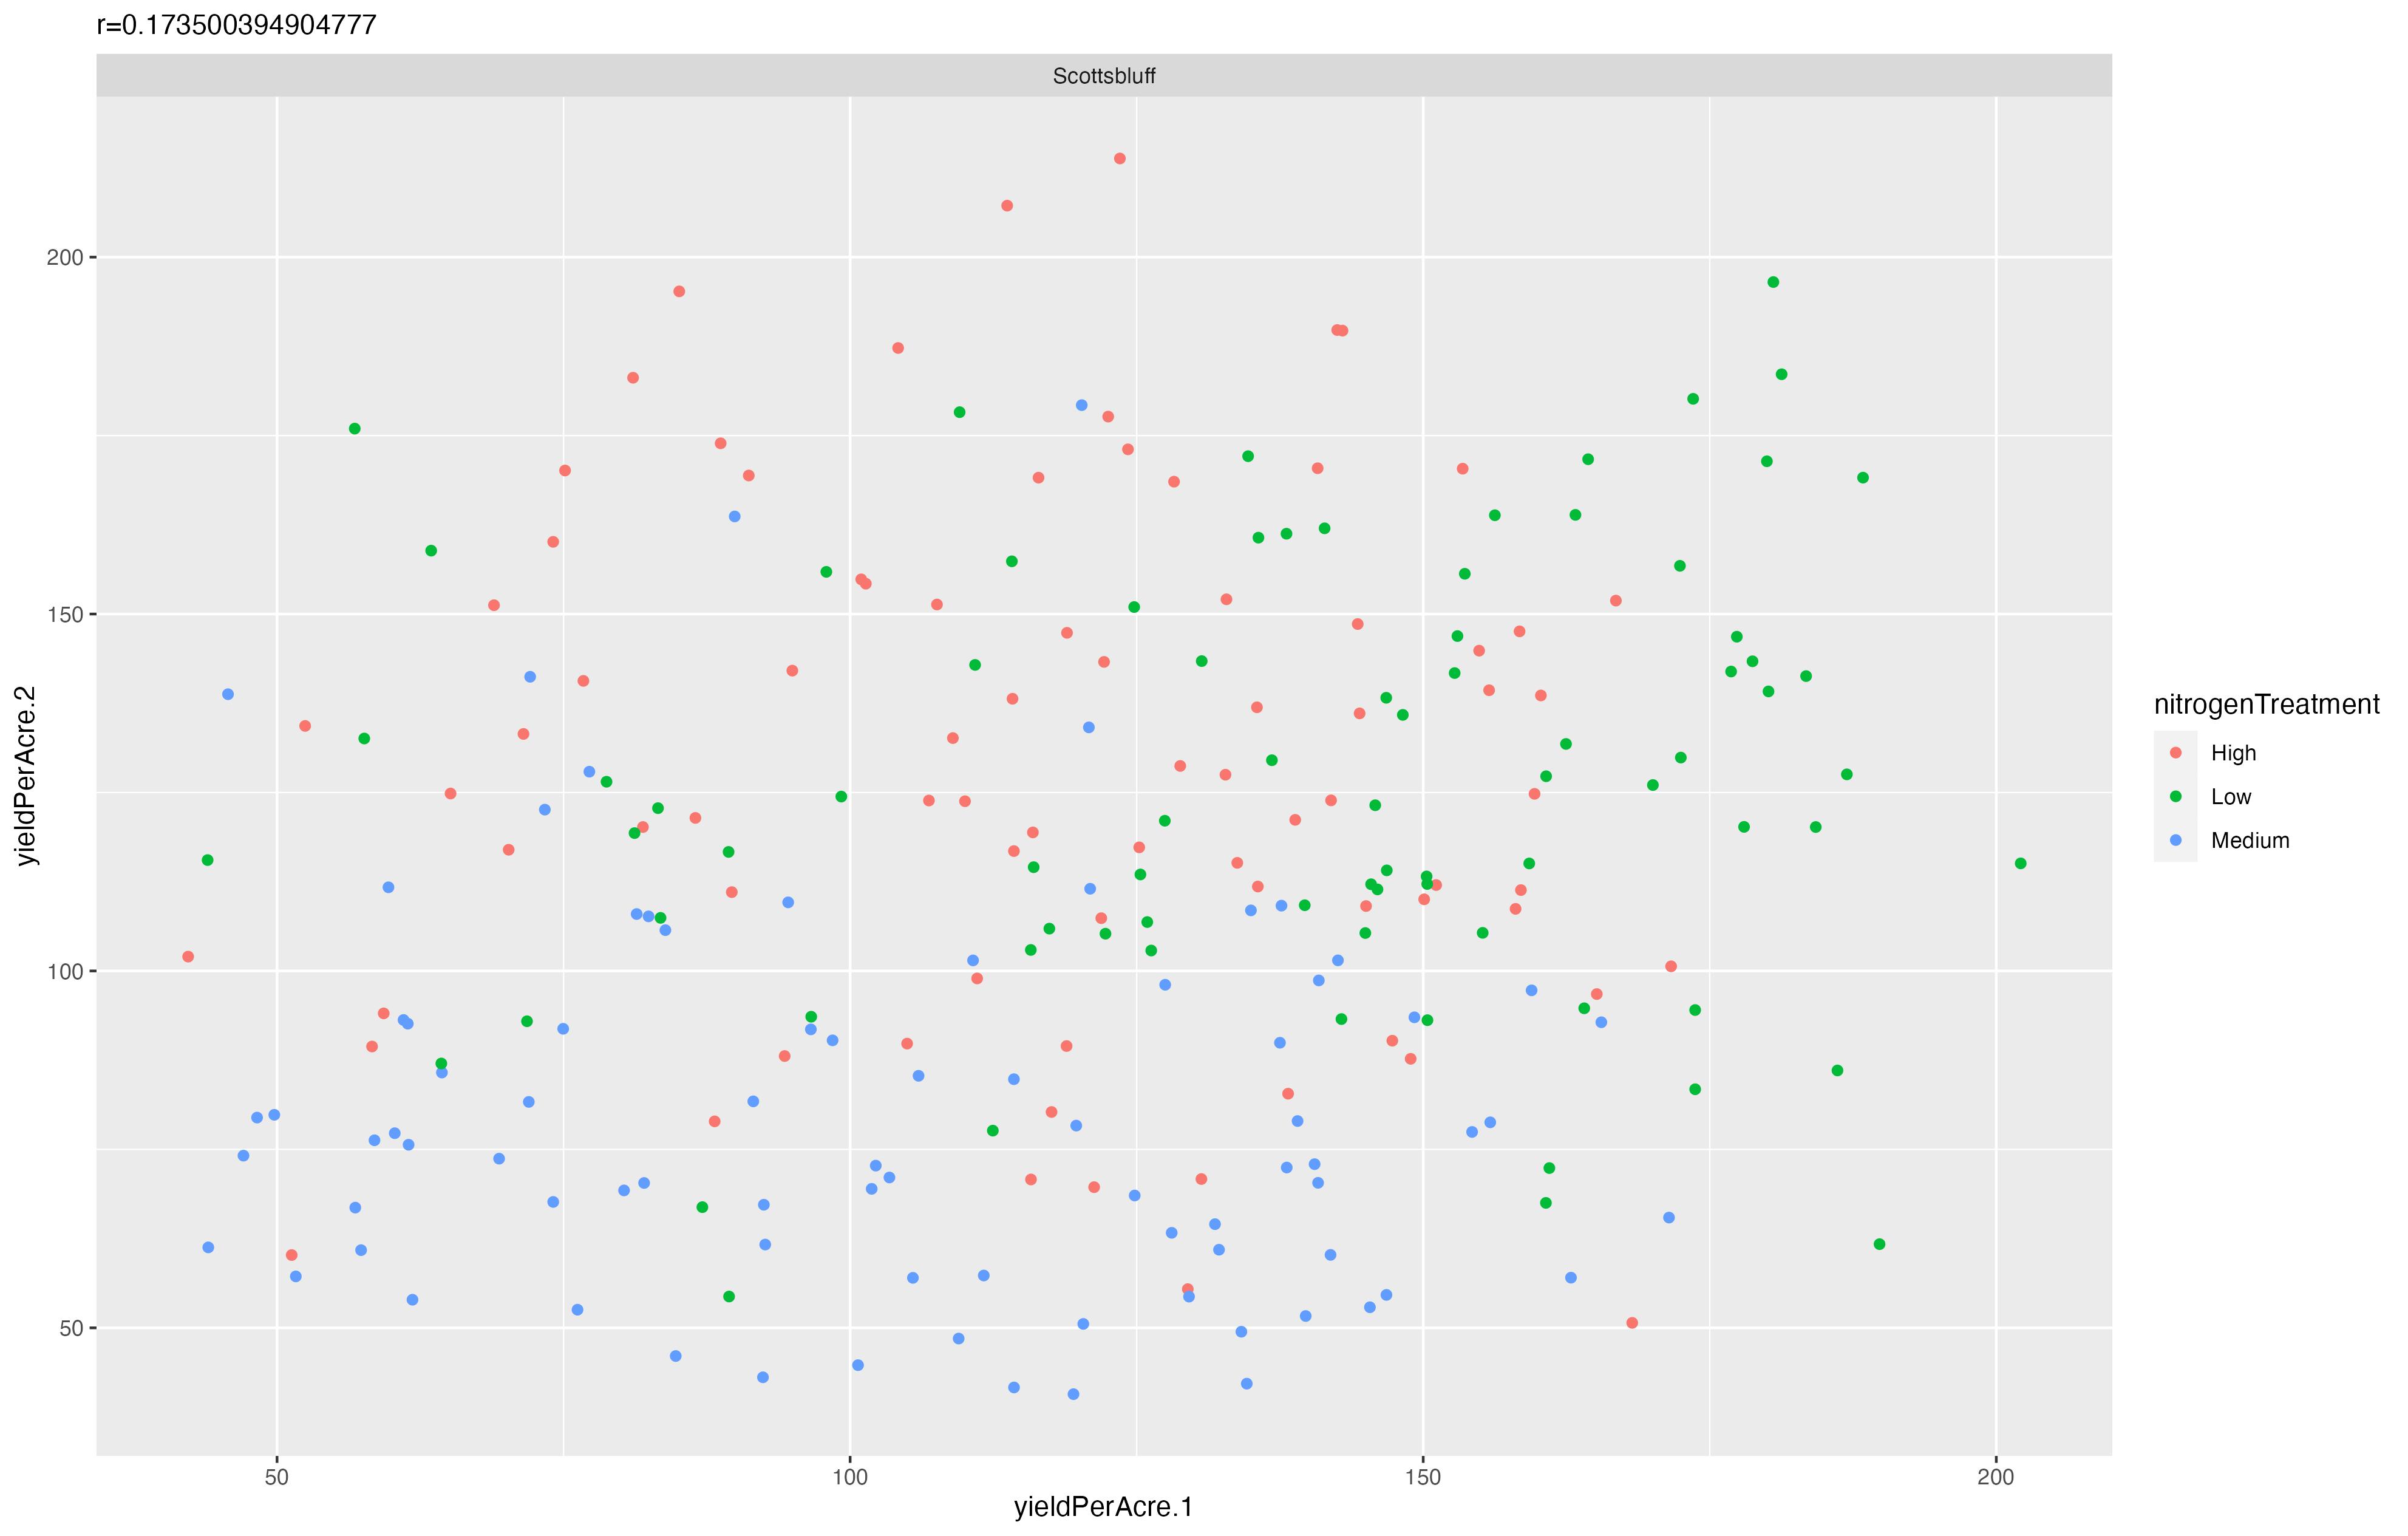 r=0.173500394904777
Scottsbluff
200
150
100
50
yieldPerAcre.2
50
100
150
200
yieldPerAcre.1
nitrogenTreatment
High
Low
Medium